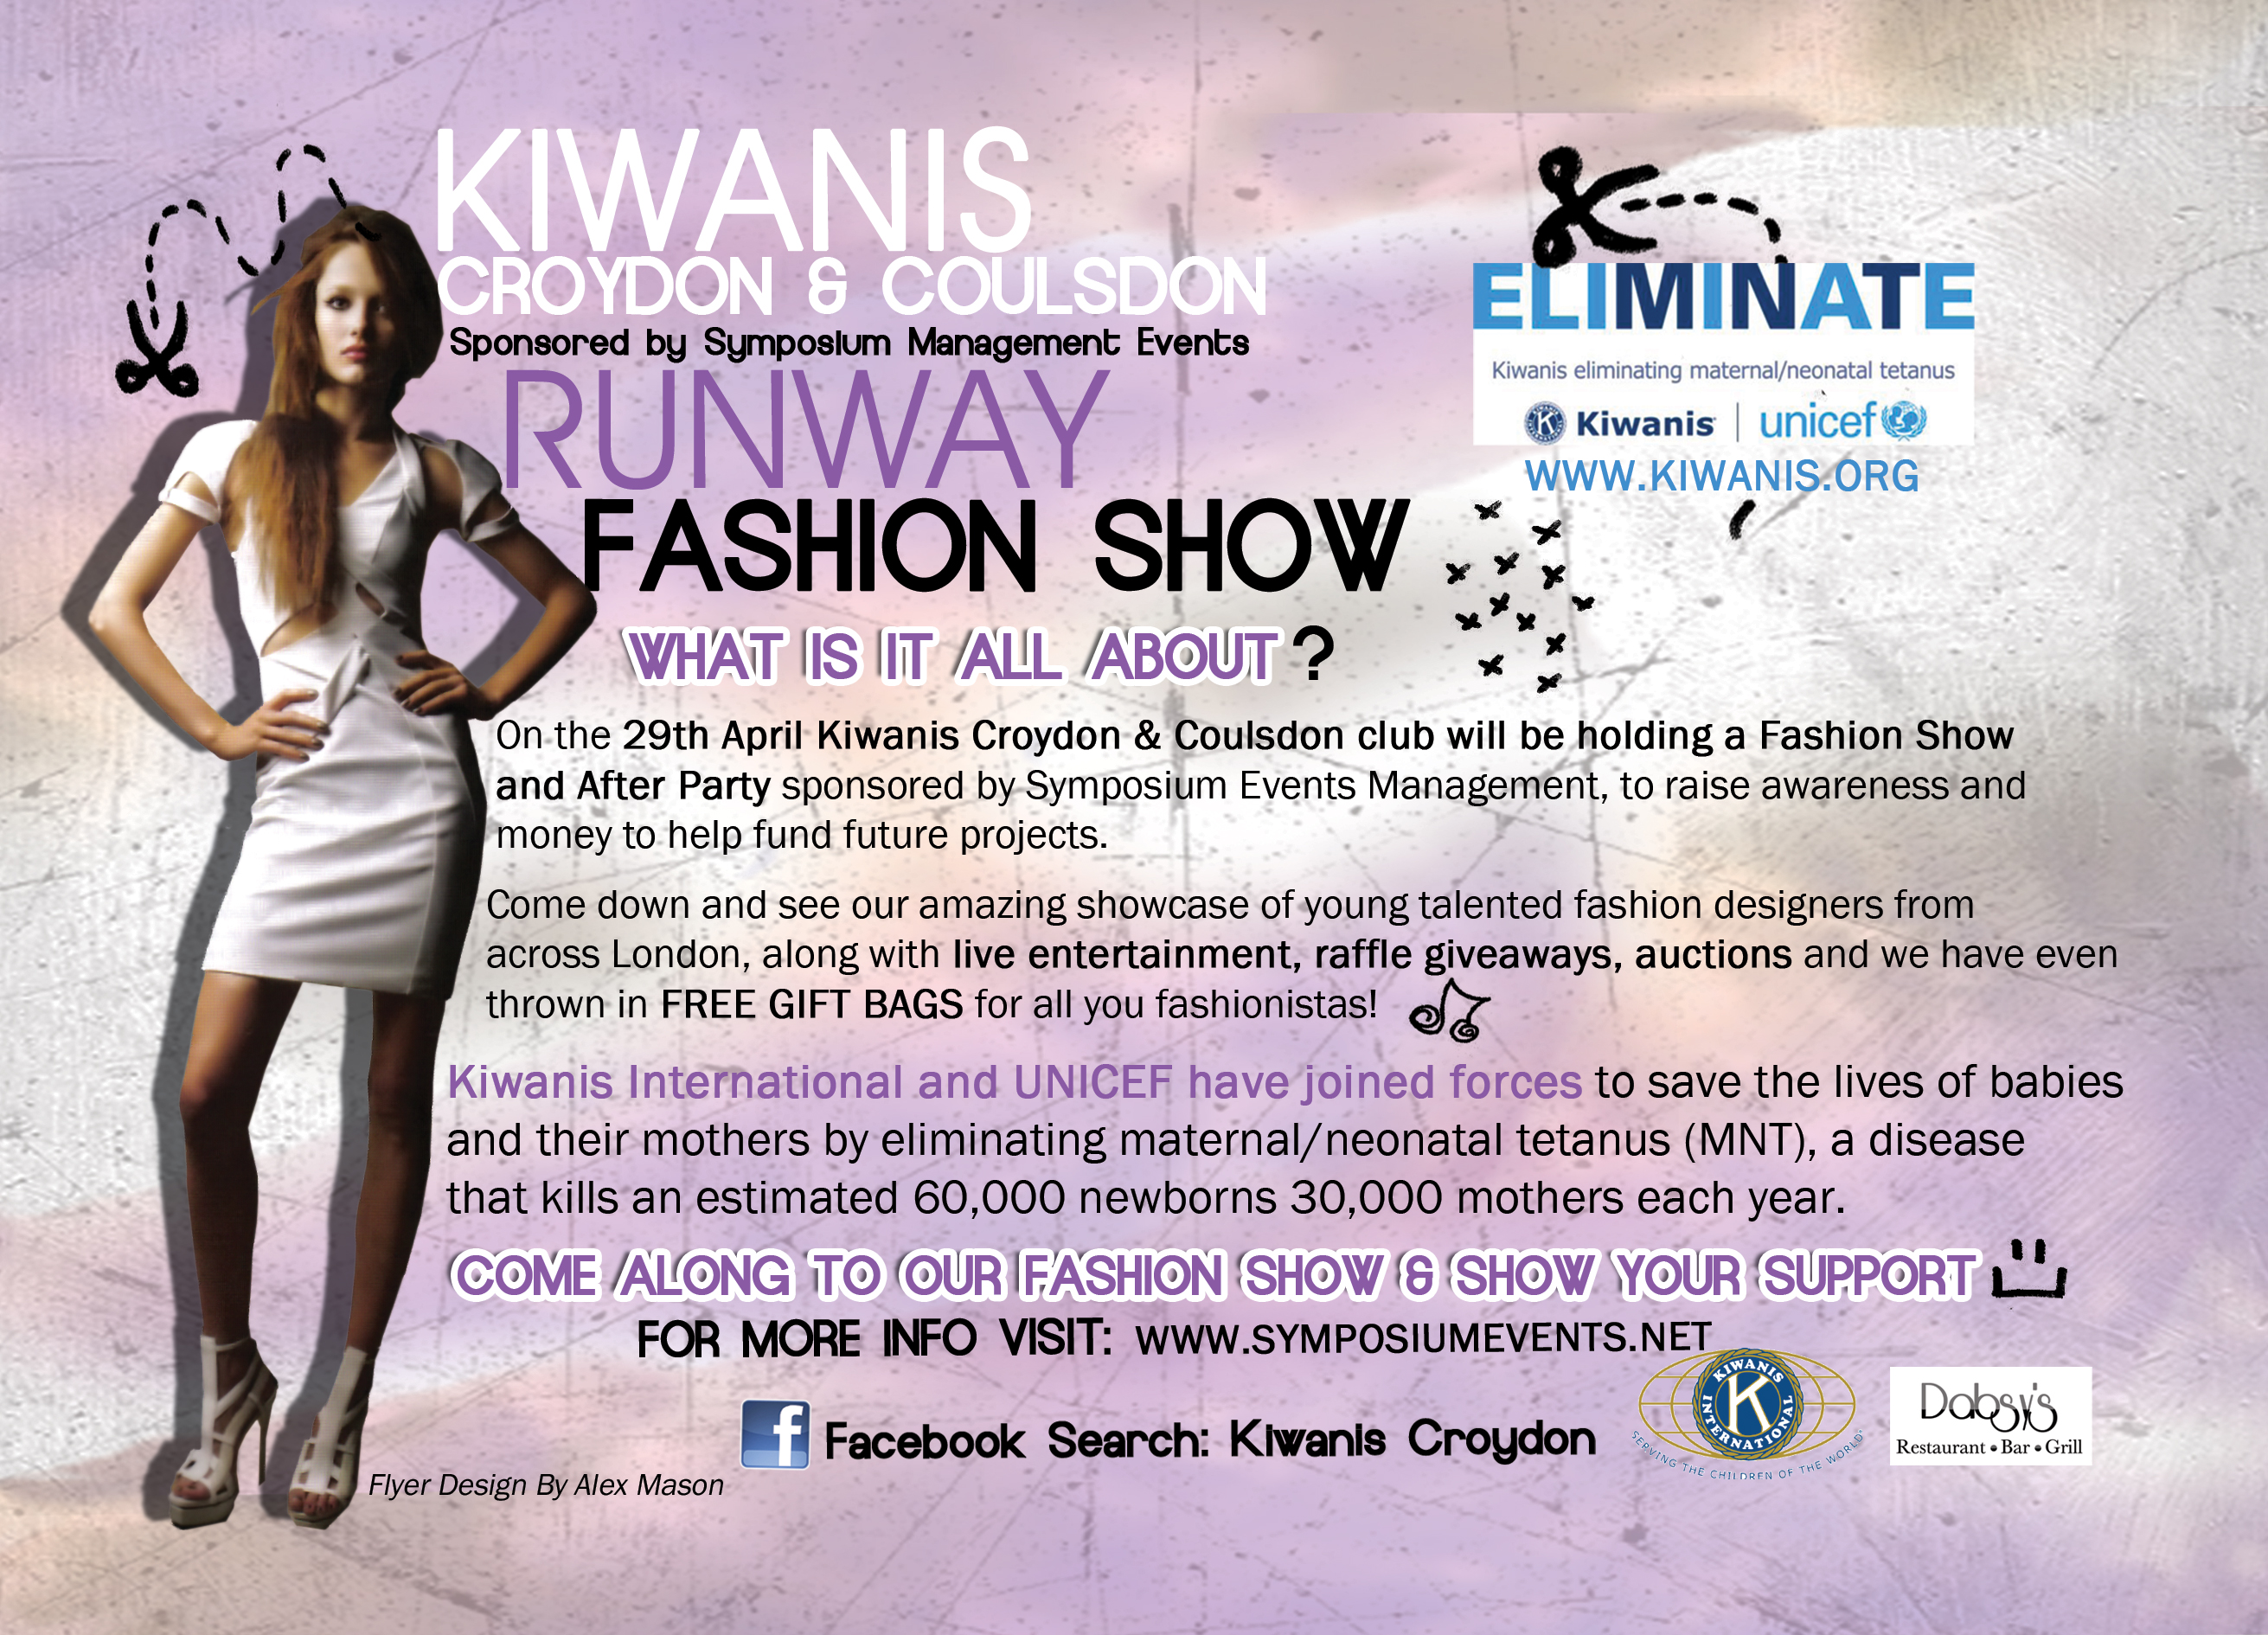 KIWANIS
CROYDON & COULSDON
Sponsored by Symposium Management Events
RUNWAY
FASHION SHOW
ELIMINATE
Kiwanis eliminating maternal/neonatal tetanus
Kiwanis | unicef
WWW.KIWANIS.ORG
WHAT IS IT ALL ABOUT?
On the 29th April Kiwanis Croydon & Coulsdon club will be holding a Fashion Show
and After Party sponsored by Symposium Events Management, to raise awareness and
money to help fund future projects.
Come down and see our amazing showcase of young talented fashion designers from
across London, along with live entertainment, raffle giveaways, auctions and we have even
thrown in FREE GIFT BAGS for all you fashionistas!
Kiwanis International and UNICEF have joined forces to save the lives of babies
and their mothers by eliminating maternal/neonatal tetanus (MNT), a disease
that kills an estimated 60,000 newborns 30,000 mothers each year.
COME ALONG TO OUR FASHION SHOW & SHOW YOUR SUPPORT
FOR MORE INFO VISIT: WWW.SYMPOSIUMEVENTS.NET
f Facebook Search: Kiwanis Croydon
KIWANIS
K
INTERNATIONAL
SERVING THE CHILDREN OF THE WORLD
Dabsy's
Restaurant • Bar • Grill
Flyer Design By Alex Mason